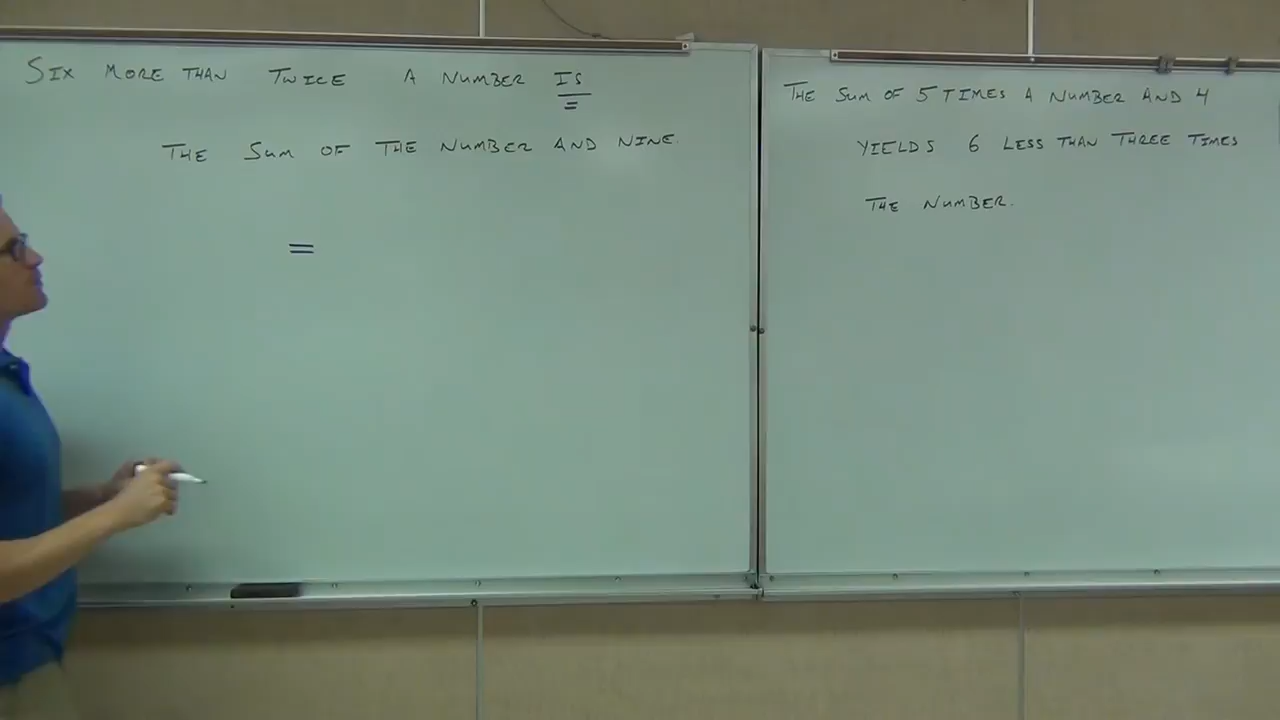 SIX MORE THAN TWICE A NUMBER IS
=
THE SUM OF THE NUMBER AND NINE.
=
THE SUM OF 5 TIMES A NUMBER AND 4
YIELDS 6 LESS THAN THREE TIMES
THE NUMBER.